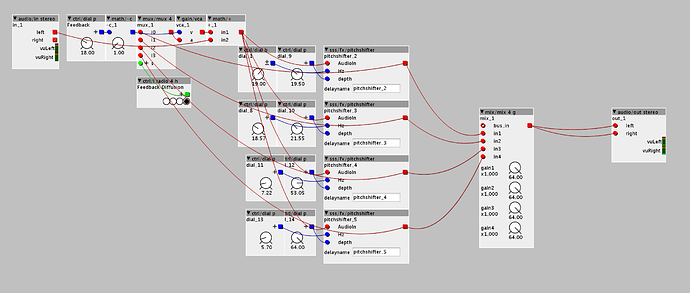 audio/in stereo
in_1
left
right
vuLeft
vuRight
ctrl/dial p
Feedback
18.00
math/-c
-c_1
1.00
mux/mux 4
mux_1
i0
i1
i2
i3
s
gain/vca
vca_1
v
a
math/+
+_1
in1
in2
ctrl/radio 4 h
Feedback Diffusion
ctrl/dial b
19.00
ctrl/dial p
dial_9
19.50
sss/fx/pitchshifter
pitchshifter_2
AudioIn
Hz
depth
delayname pitchshifter_2
ctrl/dial p
dial_8
18.57
ctrl/dial p
dial_10
21.55
sss/fx/pitchshifter
pitchshifter_3
AudioIn
Hz
depth
delayname pitchshifter_3
ctrl/dial p
dial_11
7.22
ctrl/dial p
l_12
53.05
sss/fx/pitchshifter
pitchshifter_4
AudioIn
Hz
depth
delayname pitchshifter_4
ctrl/dial p
dial_13
5.70
l_14
64.00
sss/fx/pitchshifter
pitchshifter_5
AudioIn
Hz
depth
delayname pitchshifter_5
mix/mix 4 g
mix_1
bus_in
in1
in2
in3
in4
gain1
x1.000
64.00
gain2
x1.000
64.00
gain3
x1.000
64.00
gain4
x1.000
64.00
audio/out stereo
out_1
left
right
vuLeft
vuRight